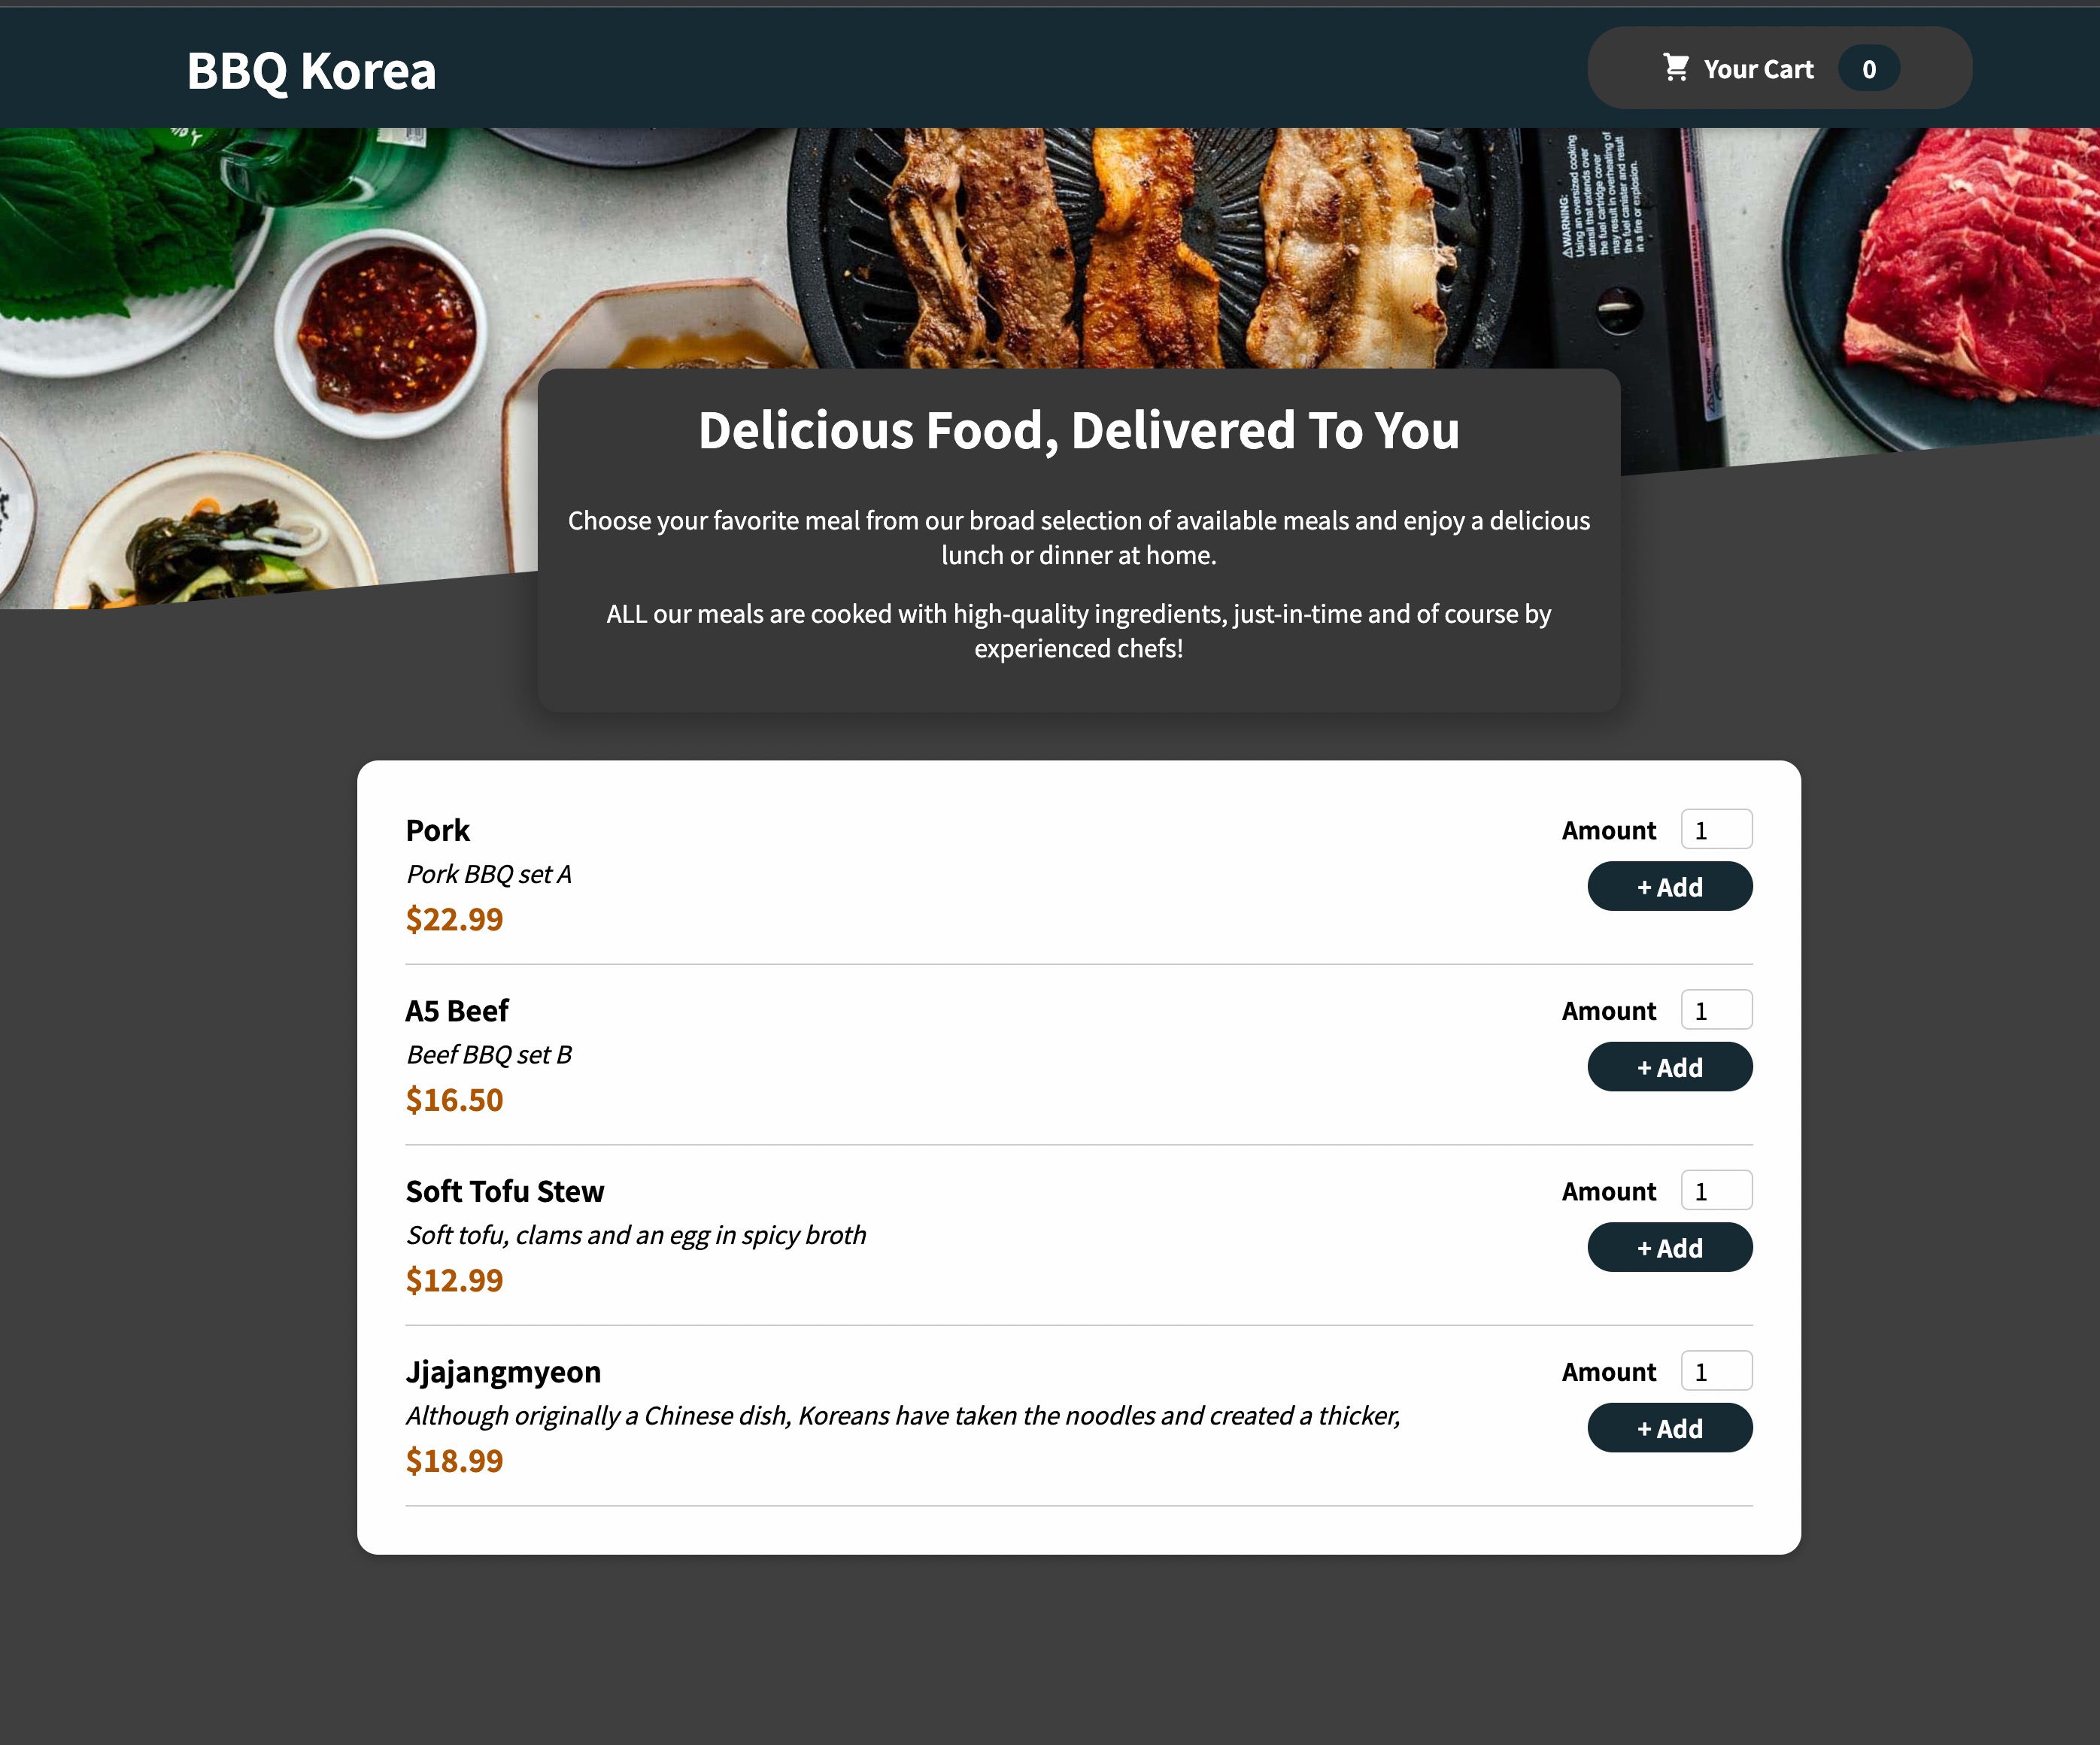 BBQ Korea
Your Cart 0
⚠WARNING:
Using an oversized cooking
utensil that extends over
the fuel cartridge cover
may result in overheating of
the fuel canister and result
in a fire or explosion.
Delicious Food, Delivered To You
Choose your favorite meal from our broad selection of available meals and enjoy a delicious
lunch or dinner at home.
ALL our meals are cooked with high-quality ingredients, just-in-time and of course by
experienced chefs!
Pork
Amount 1
Pork BBQ set A
+ Add
$22.99
A5 Beef
Amount 1
Beef BBQ set B
+ Add
$16.50
Soft Tofu Stew
Amount 1
Soft tofu, clams and an egg in spicy broth
+ Add
$12.99
Jjajangmyeon
Amount 1
Although originally a Chinese dish, Koreans have taken the noodles and created a thicker,
+ Add
$18.99